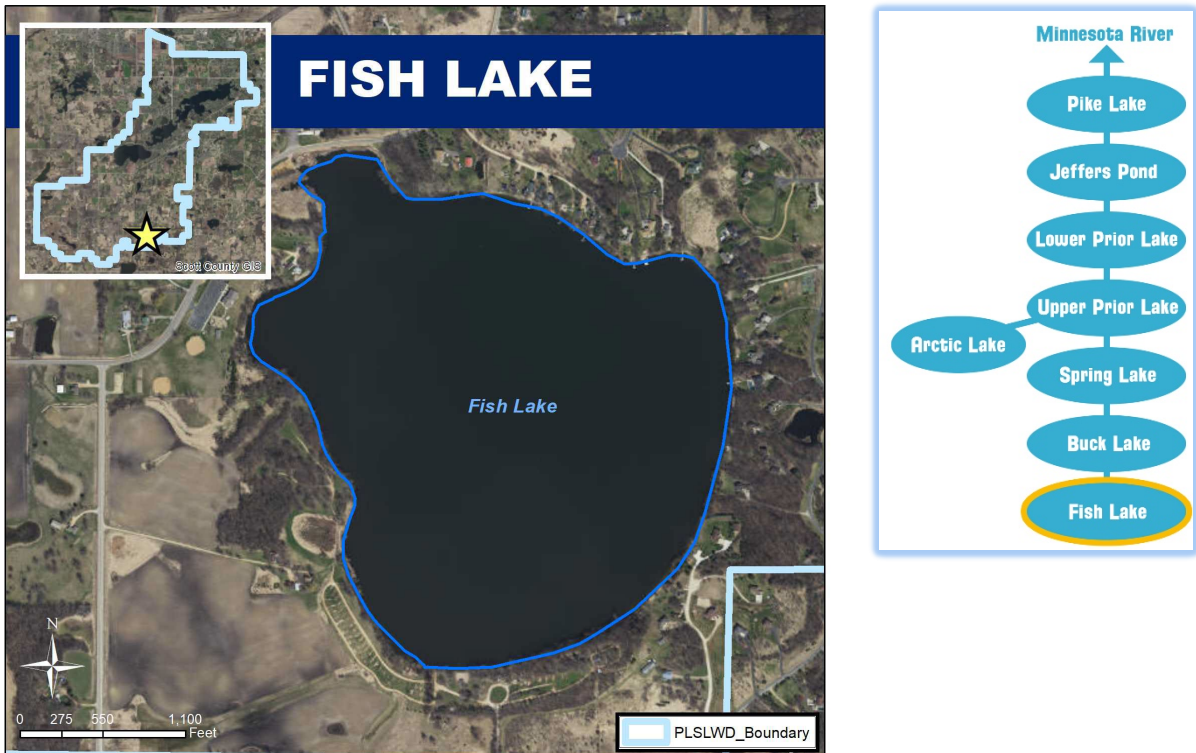 FISH LAKE
Scott County GIS
Fish Lake
N
0 275 550 1,100
Feet
PLSLWD_Boundary
Minnesota River
Pike Lake
Jeffers Pond
Lower Prior Lake
Upper Prior Lake
Arctic Lake
Spring Lake
Buck Lake
Fish Lake